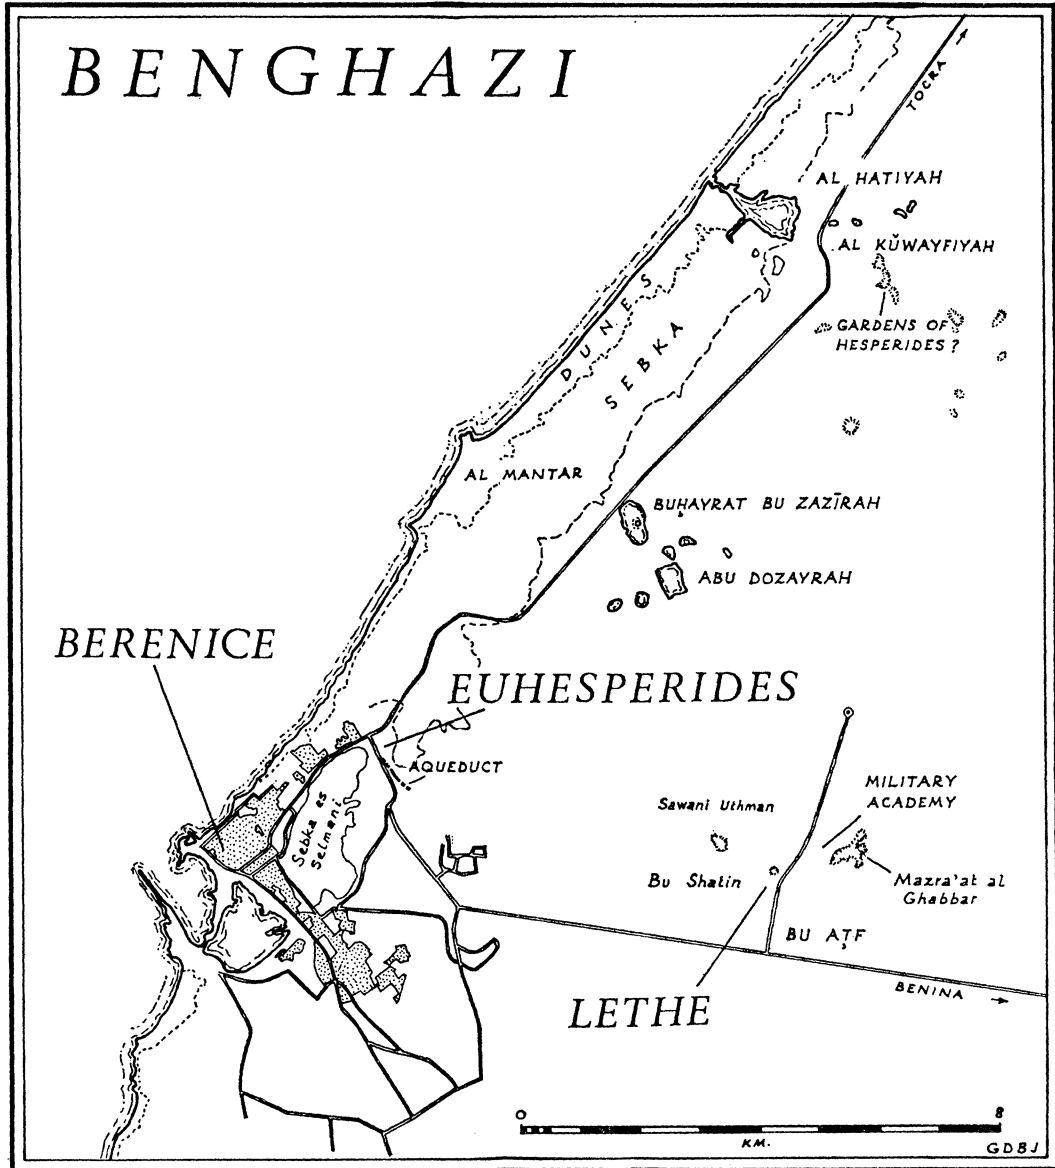 BENGHAZI
TOCRA
AL HATIYAH
AL KŬWAYFIYAH
GARDENS OF
HESPERIDES?
DUNES
SEBKA
AL MANTAR
BUḤAYRAT BU ZAZĪRAH
ABU DOZAYRAH
BERENICE
EUHESPERIDES
AQUEDUCT
Sebka es
Selmani
MILITARY
ACADEMY
Sawani Uthman
Bu Shatin
Mazra'at al
Ghabbar
BU AṬF
BENINA
LETHE
0
8
KM.
GDBJ